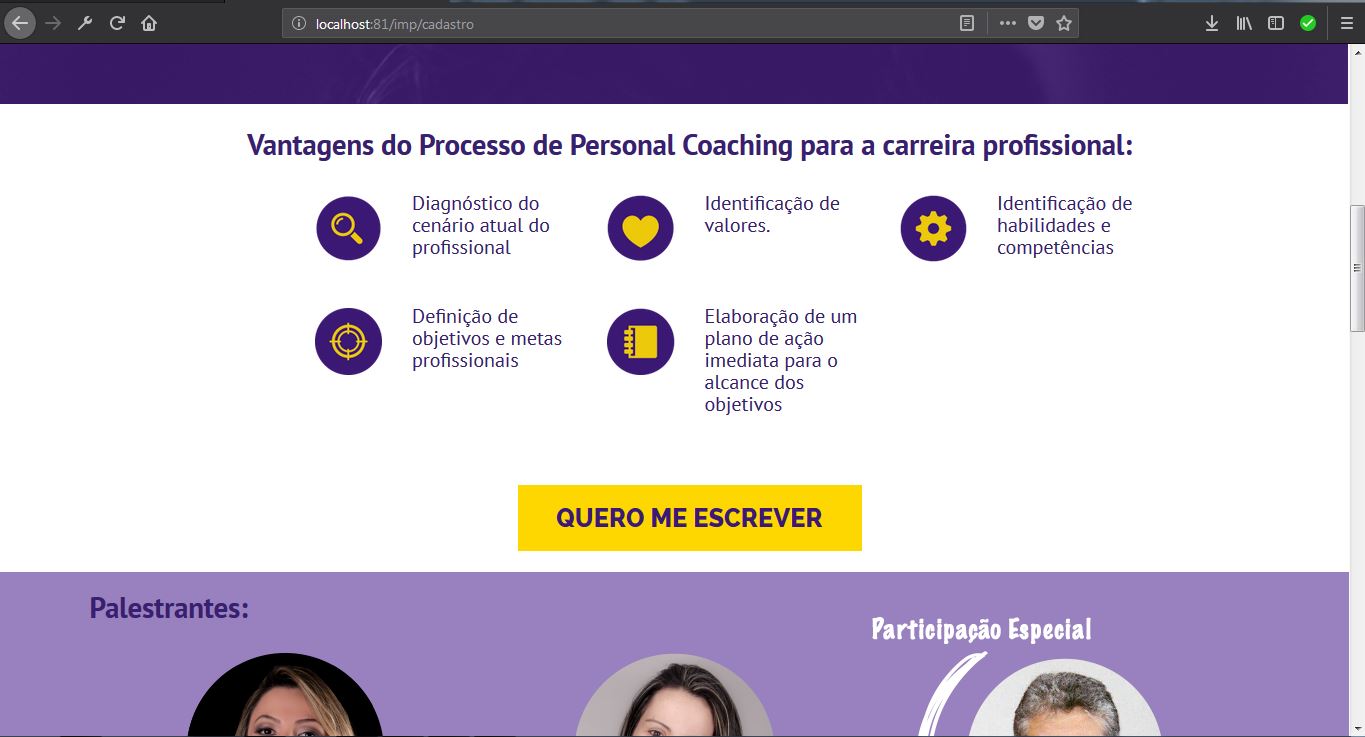 localhost:81/imp/cadastro
Vantagens do Processo de Personal Coaching para a carreira profissional:
Diagnóstico do
cenário atual do
profissional
Identificação de
valores.
Identificação de
habilidades e
competências
Definição de
objetivos e metas
profissionais
Elaboração de um
plano de ação
imediata para o
alcance dos
objetivos
QUERO ME ESCREVER
Palestrantes:
Participação Especial